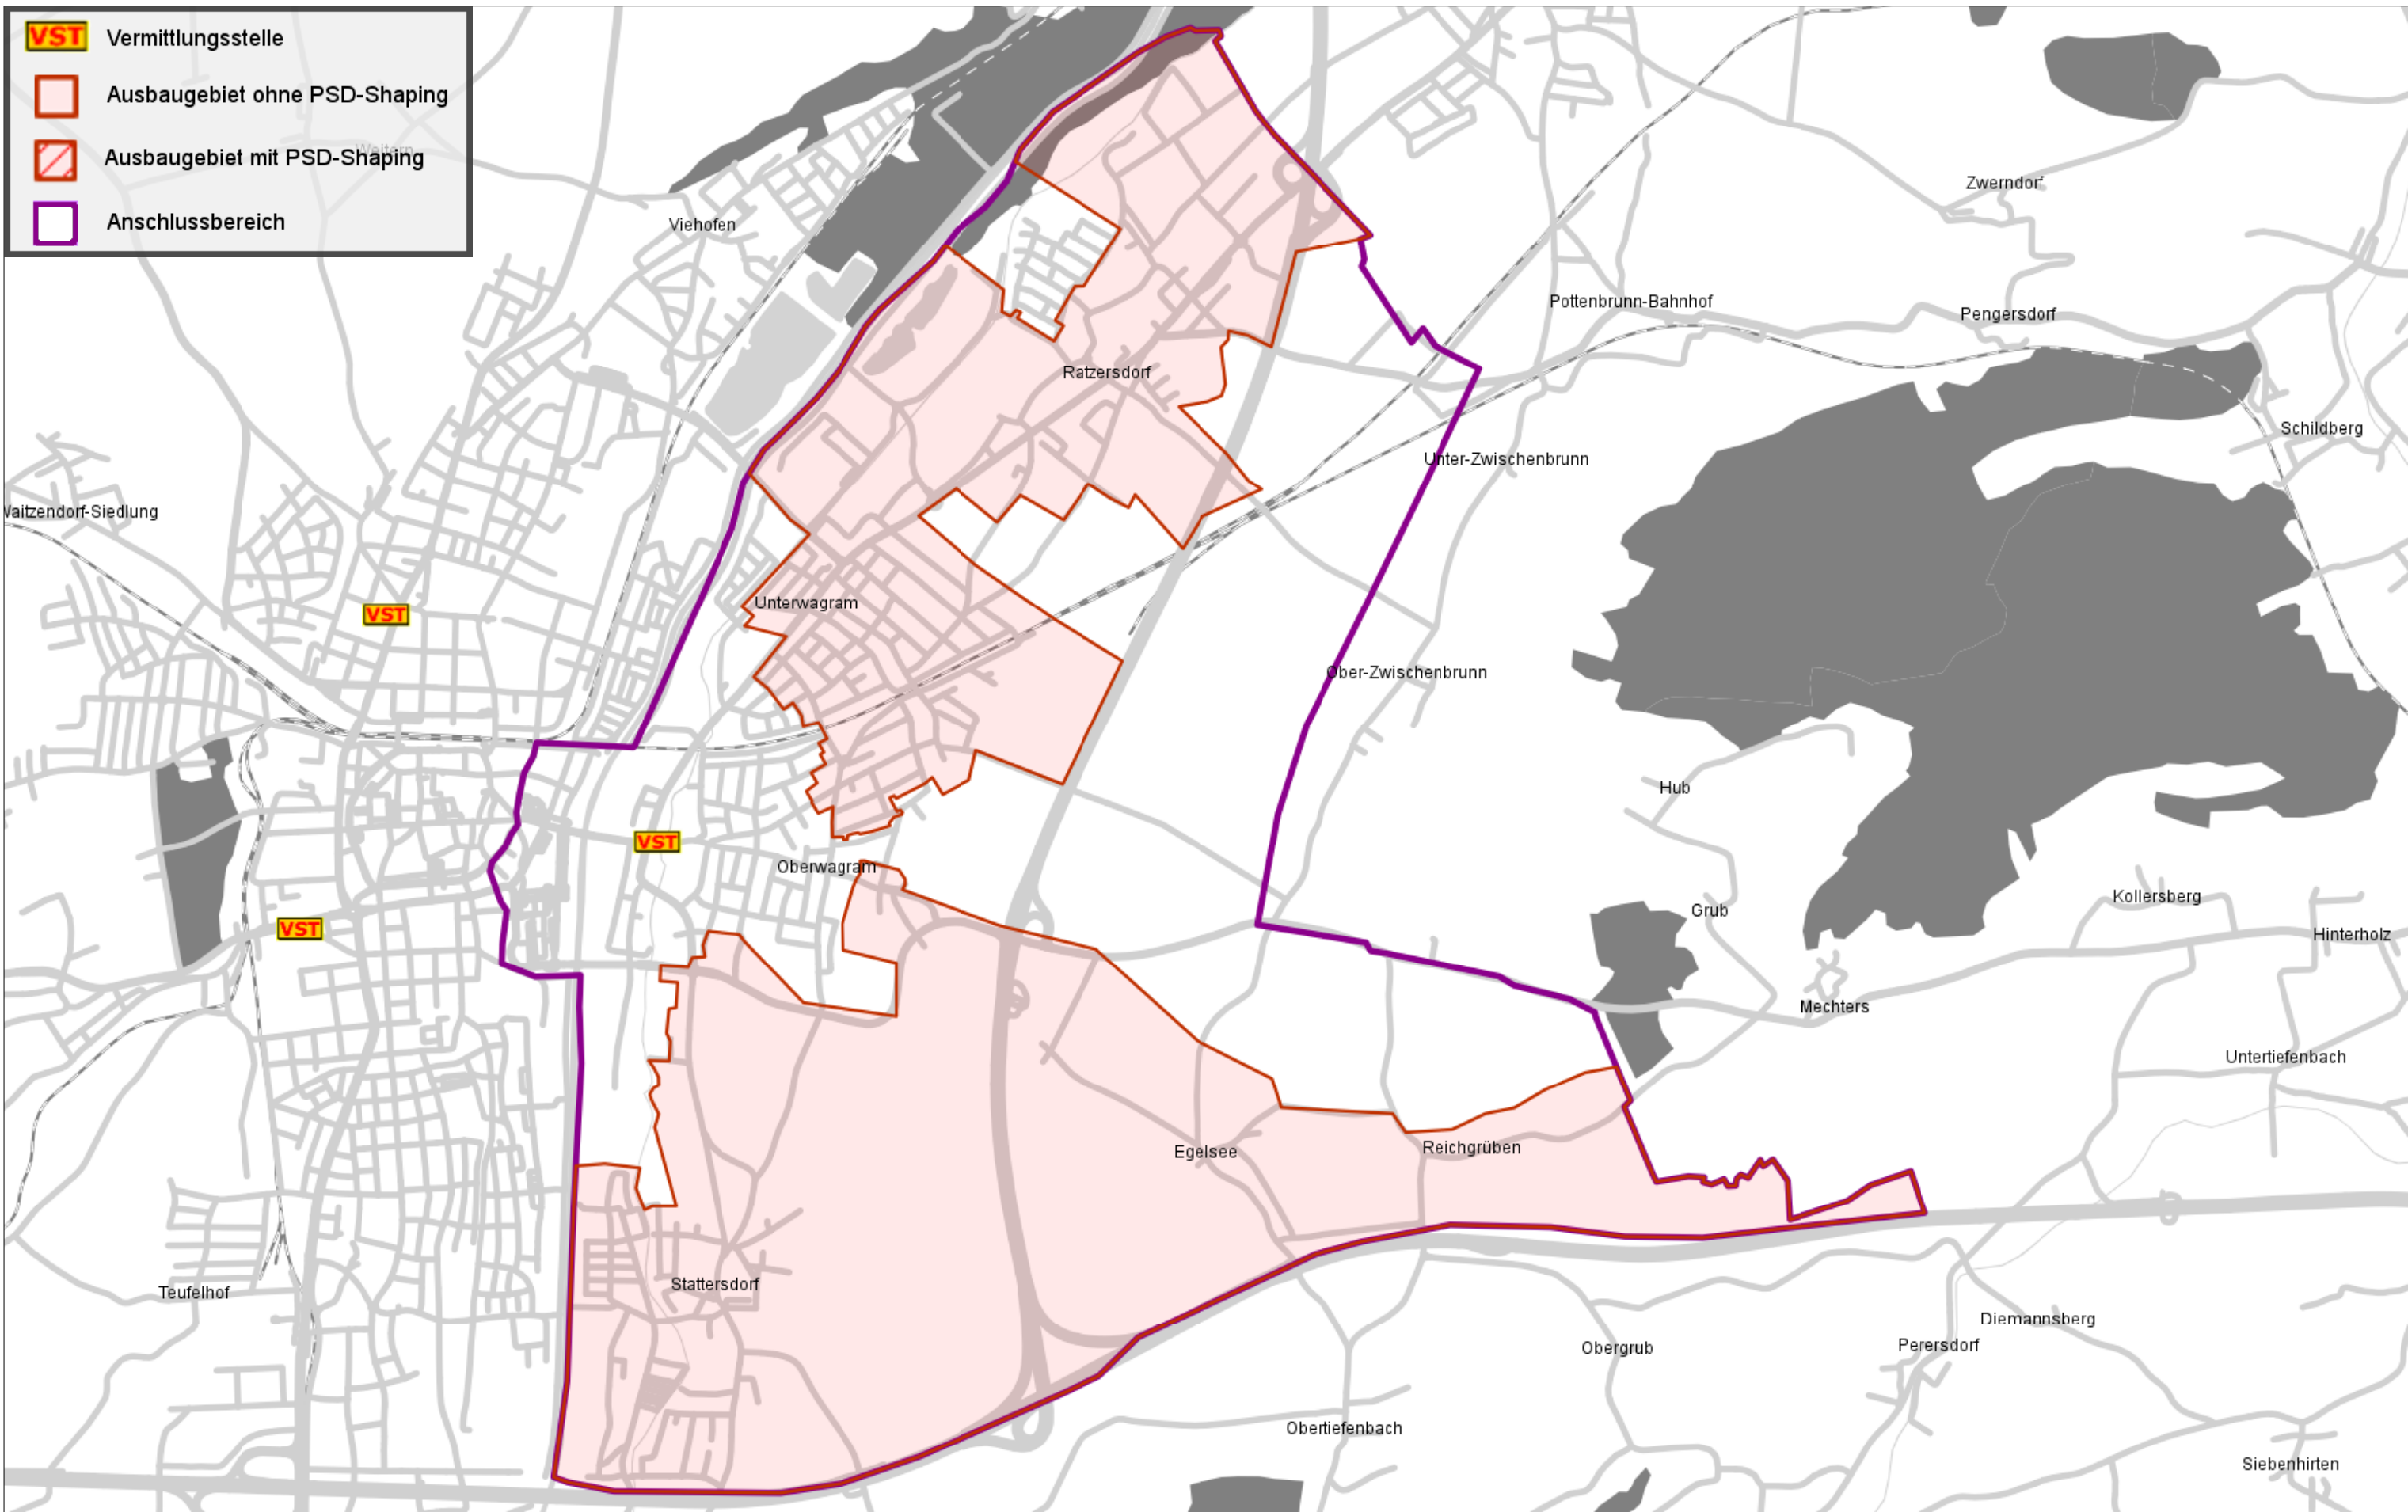 VST Vermittlungsstelle
Ausbaugebiet ohne PSD-Shaping
Weitern
Ausbaugebiet mit PSD-Shaping
Anschlussbereich
Zwerndorf
Viehofen
Pottenbrunn-Bahnhof
Pengersdorf
Ratzersdorf
Schildberg
Unter-Zwischenbrunn
Waitzendorf-Siedlung
Unterwagram
VST
Ober-Zwischenbrunn
Hub
VST
Oberwagram
Kollersberg
Grub
VST
Hinterholz
Mechters
Untertiefenbach
Reichgrüben
Egelsee
Stattersdorf
Teufelhof
Diemannsberg
Perersdorf
Obergrub
Obertiefenbach
Siebenhirten